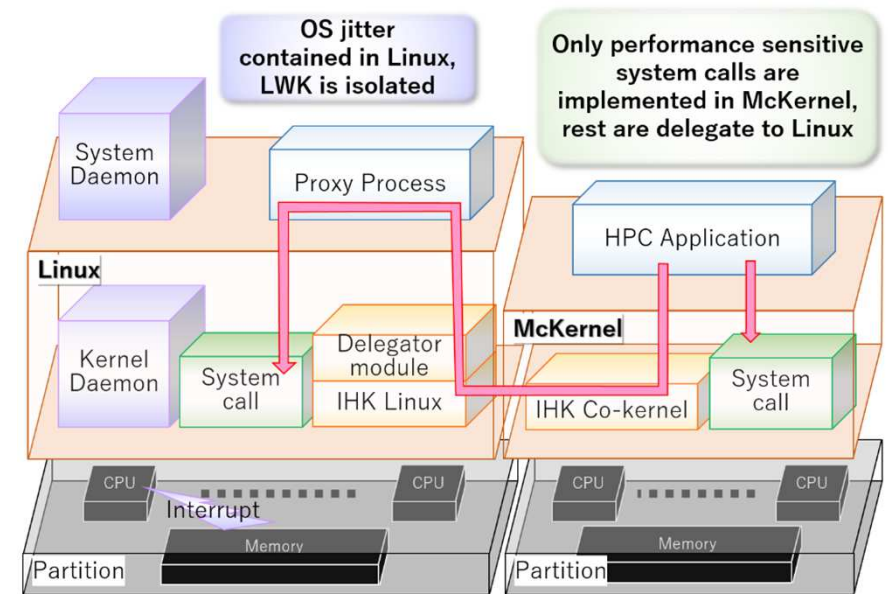 OS jitter
contained in Linux,
LWK is isolated
Only performance sensitive
system calls are
implemented in McKernel,
rest are delegate to Linux
System
Daemon
Proxy Process
HPC Application
Linux
McKernel
Kernel
Daemon
System
call
Delegator
module
IHK Linux
IHK Co-kernel
System
call
CPU
CPU
Interrupt
Memory
Partition
CPU
CPU
Memory
Partition